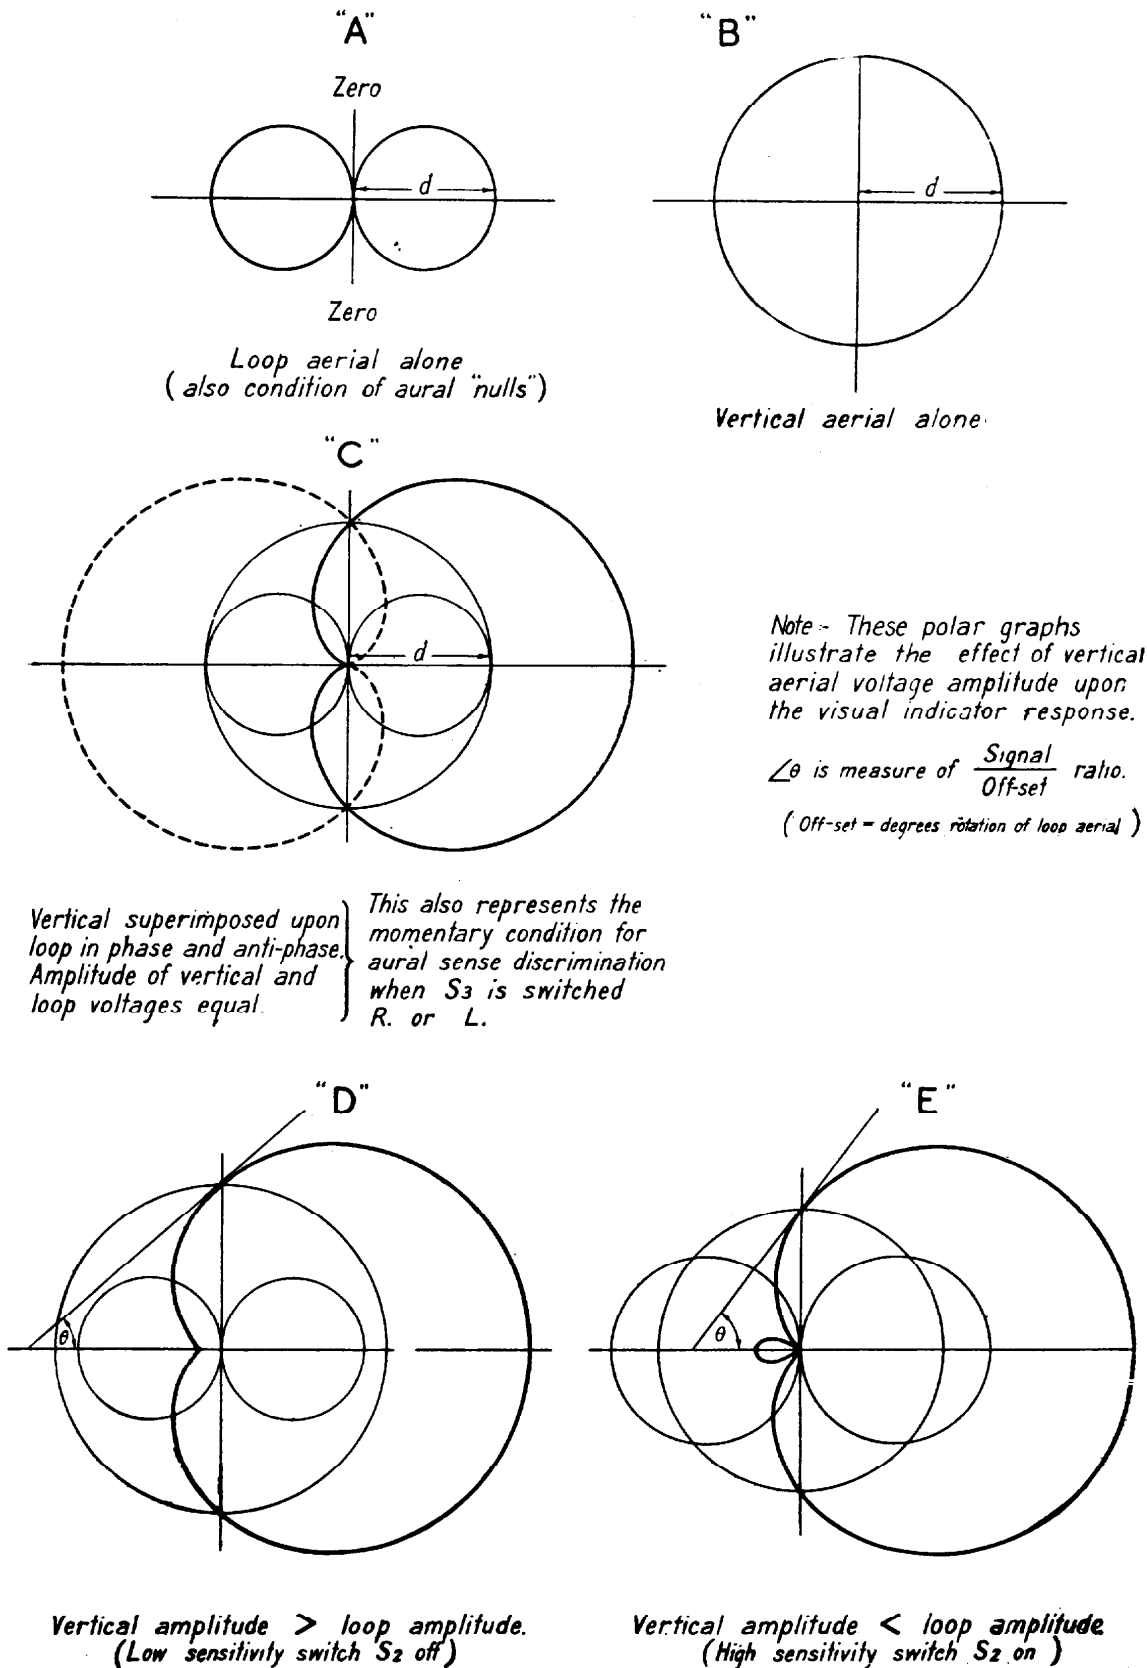 "A"
Zero
d
Zero
Loop aerial alone
(also condition of aural "nulls")
"B"
d
Vertical aerial alone
"C"
d
Note - These polar graphs
illustrate the effect of vertical
aerial voltage amplitude upon
the visual indicator response.
∠θ is measure of Signal/Off-set ratio.
(Off-set = degrees rotation of loop aerial)
Vertical superimposed upon
loop in phase and anti-phase.
Amplitude of vertical and
loop voltages equal.
This also represents the
momentary condition for
aural sense discrimination
when S3 is switched
R. or L.
"D"
θ
Vertical amplitude > loop amplitude.
(Low sensitivity switch S2 off)
"E"
θ
Vertical amplitude < loop amplitude
(High sensitivity switch S2 on)